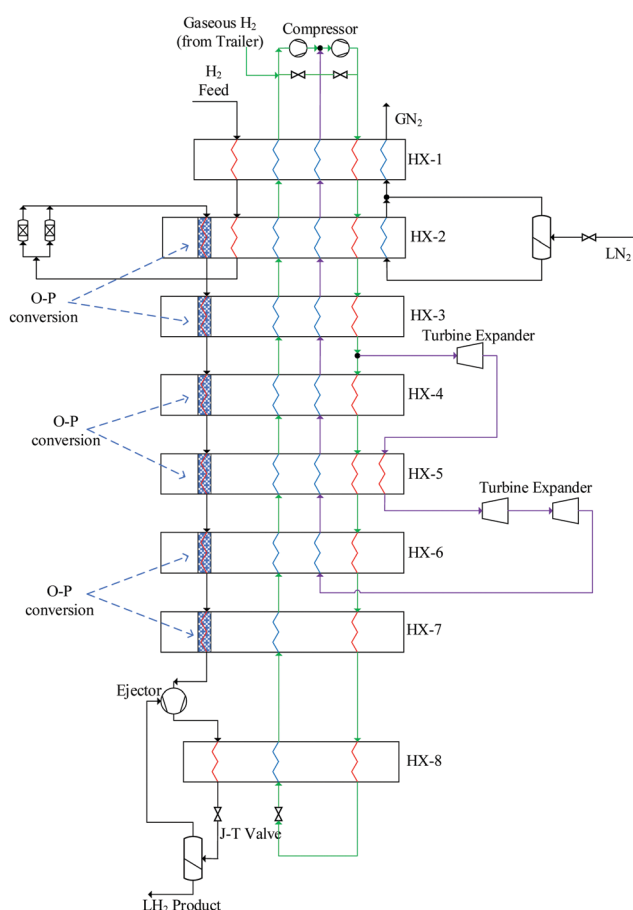 Gaseous H2
(from Trailer)
Compressor
H2
Feed
GN2
HX-1
HX-2
LN2
O-P
conversion
HX-3
Turbine Expander
HX-4
O-P
conversion
HX-5
Turbine Expander
HX-6
O-P
conversion
HX-7
Ejector
HX-8
J-T Valve
LH2 Product